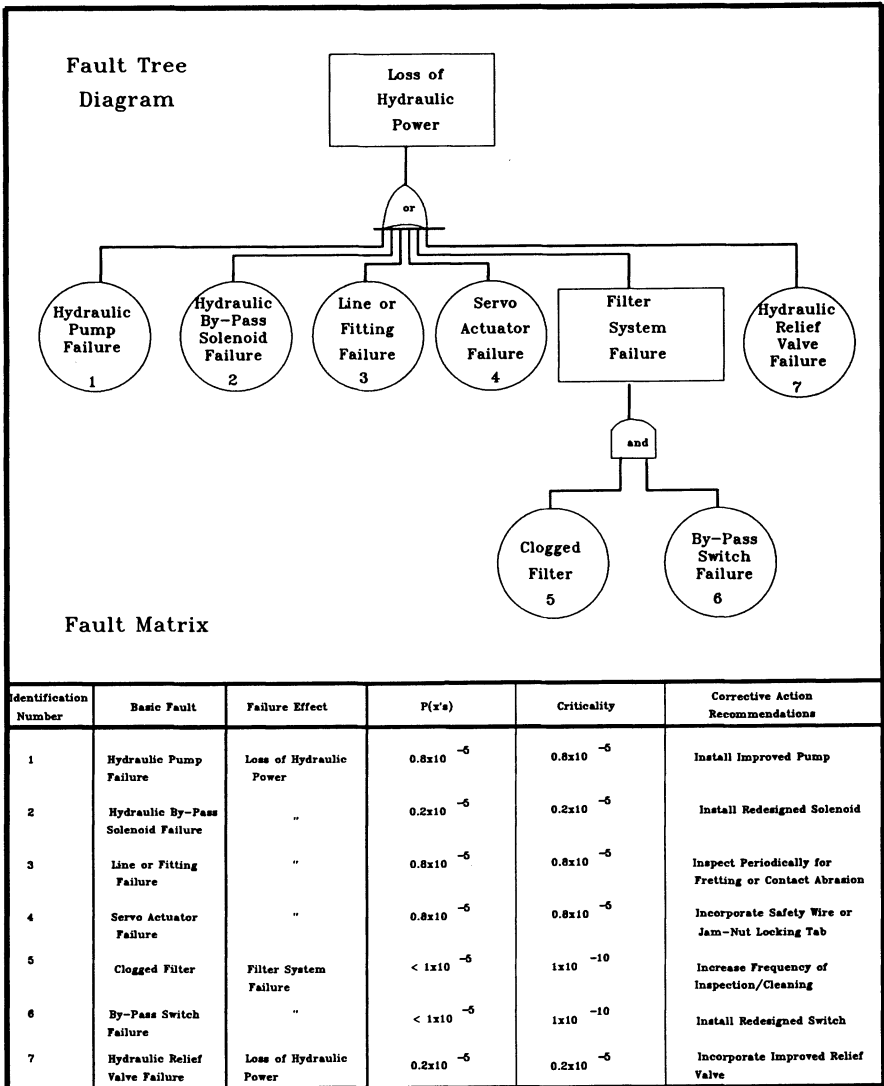 Fault Tree
Diagram
Loss of
Hydraulic
Power
or
Hydraulic
Pump
Failure
1
Hydraulic
By-Pass
Solenoid
Failure
2
Line or
Fitting
Failure
3
Servo
Actuator
Failure
4
Filter
System
Failure
Hydraulic
Relief
Valve
Failure
7
and
Clogged
Filter
5
By-Pass
Switch
Failure
6
Fault Matrix
Identification Number Basic Fault Failure Effect P(x's) Criticality Corrective Action Recommendations
1 Hydraulic Pump Failure Loss of Hydraulic Power 0.8x10 -5 0.8x10 -5 Install Improved Pump
2 Hydraulic By-Pass Solenoid Failure " 0.2x10 -5 0.2x10 -5 Install Redesigned Solenoid
3 Line or Fitting Failure " 0.8x10 -5 0.8x10 -5 Inspect Periodically for Fretting or Contact Abrasion
4 Servo Actuator Failure " 0.8x10 -5 0.8x10 -5 Incorporate Safety Wire or Jam-Nut Locking Tab
5 Clogged Filter Filter System Failure < 1x10 -5 1x10 -10 Increase Frequency of Inspection/Cleaning
6 By-Pass Switch Failure " < 1x10 -5 1x10 -10 Install Redesigned Switch
7 Hydraulic Relief Valve Failure Loss of Hydraulic Power 0.2x10 -5 0.2x10 -5 Incorporate Improved Relief Valve